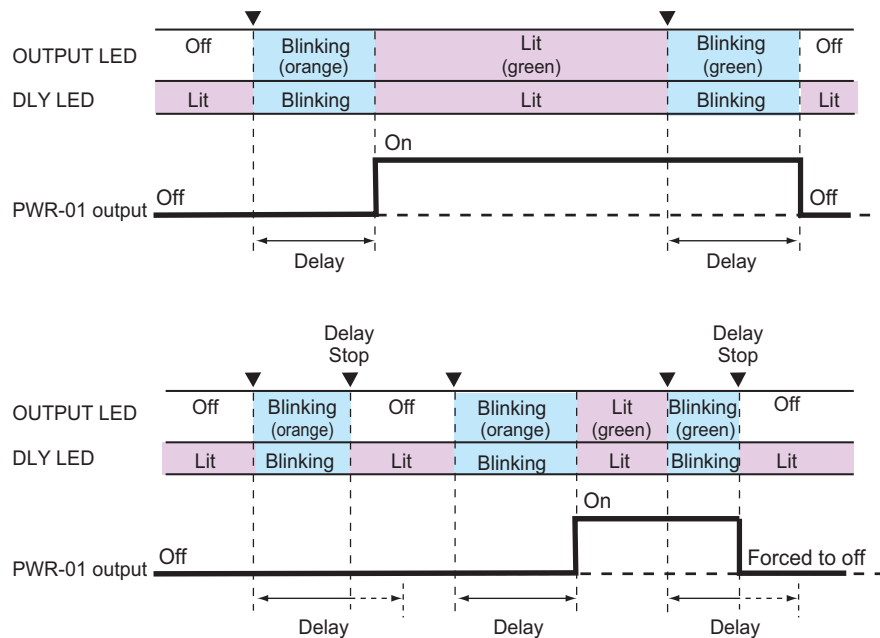 OUTPUT LED
Off
Blinking
(orange)
Lit
(green)
Blinking
(green)
Off
DLY LED
Lit
Blinking
Lit
Blinking
Lit
On
Off
Off
PWR-01 output
Delay
Delay
Delay
Stop
Delay
Stop
OUTPUT LED
Off
Blinking
(orange)
Off
Blinking
(orange)
Lit
(green)
Blinking
(green)
Off
DLY LED
Lit
Blinking
Lit
Blinking
Lit
Blinking
Lit
On
Off
Forced to off
PWR-01 output
Delay
Delay
Delay